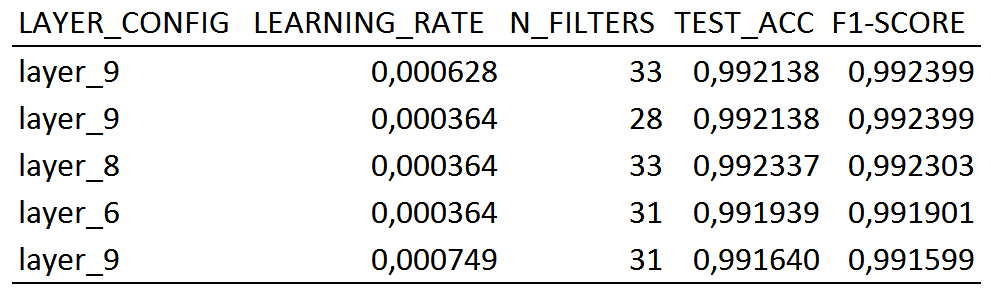 LAYER_CONFIG LEARNING_RATE N_FILTERS TEST_ACC F1-SCORE
layer_9 0,000628 33 0,992138 0,992399
layer_9 0,000364 28 0,992138 0,992399
layer_8 0,000364 33 0,992337 0,992303
layer_6 0,000364 31 0,991939 0,991901
layer_9 0,000749 31 0,991640 0,991599